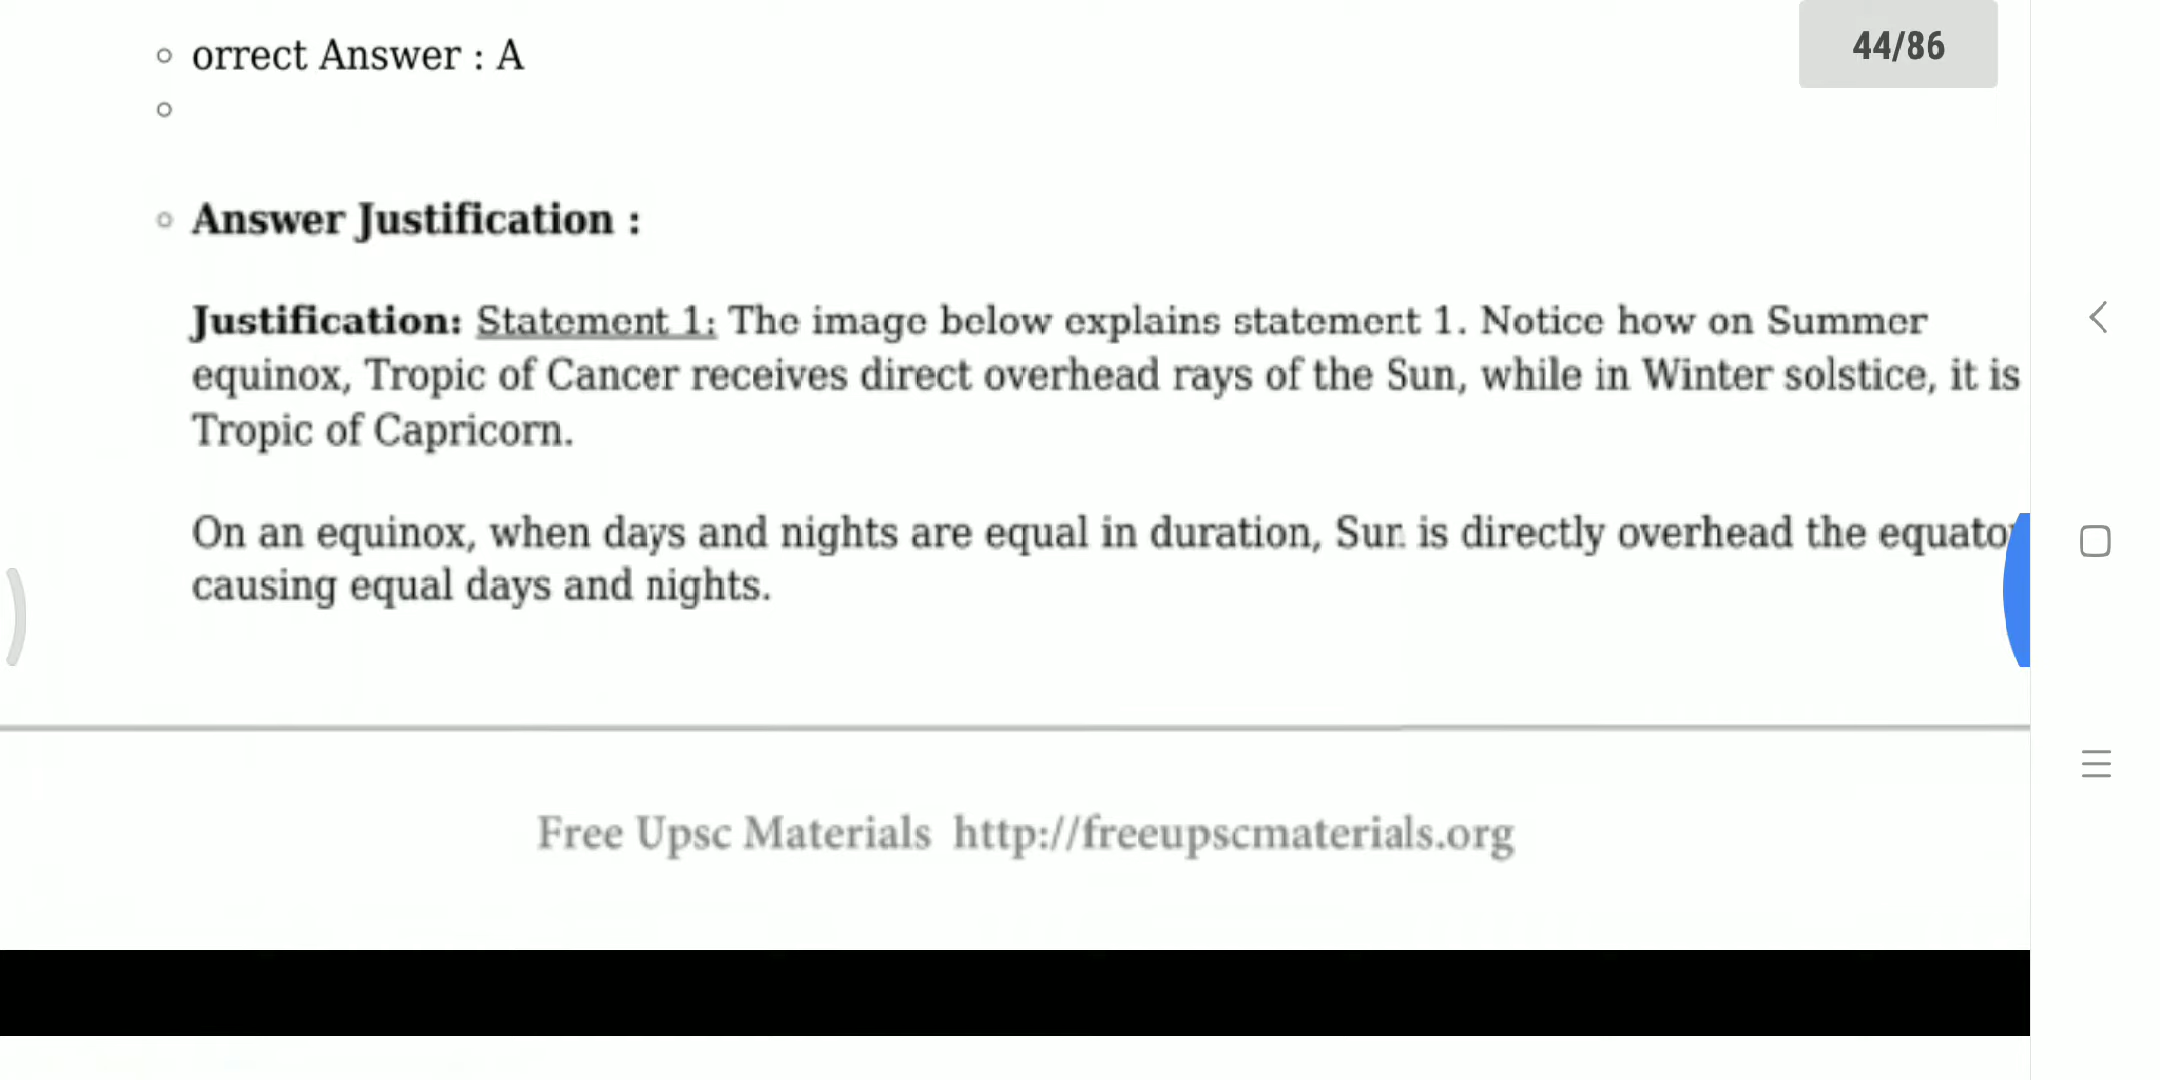 orrect Answer : A
44/86
Answer Justification :
Justification: Statement 1: The image below explains statement 1. Notice how on Summer
equinox, Tropic of Cancer receives direct overhead rays of the Sun, while in Winter solstice, it is
Tropic of Capricorn.
On an equinox, when days and nights are equal in duration, Sun is directly overhead the equator
causing equal days and nights.
Free Upsc Materials http://freeupscmaterials.org